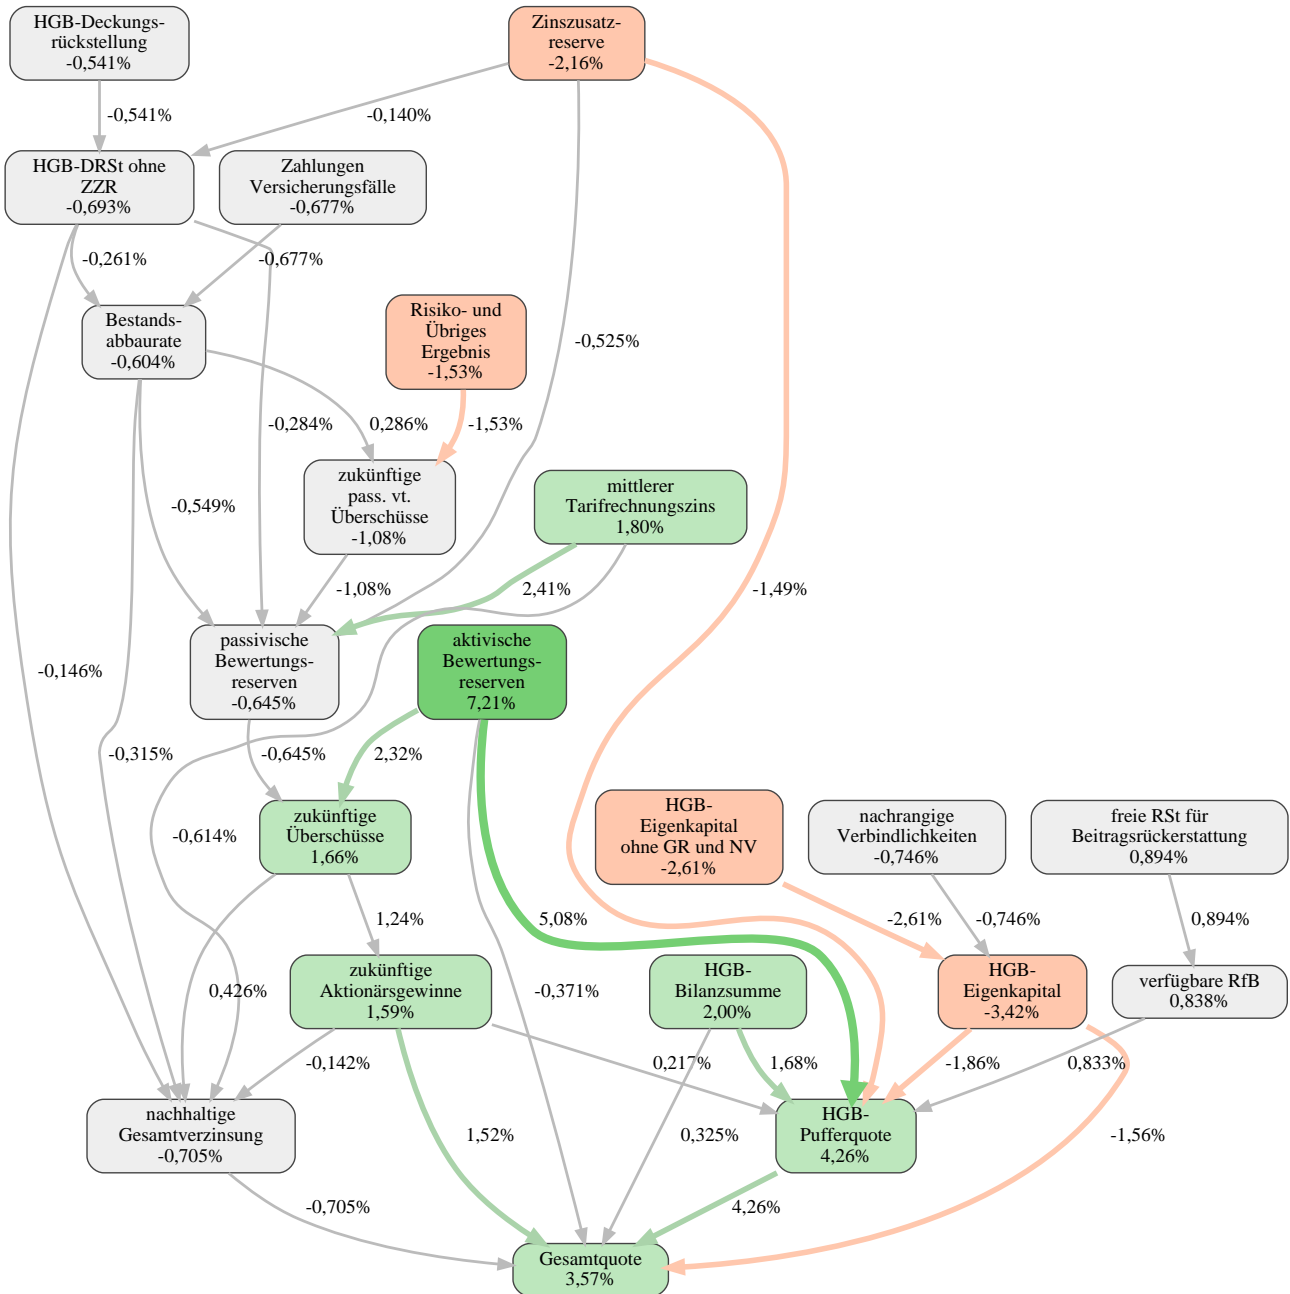 HGB-Deckungs-
rückstellung
-0,541%
Zinszusatz-
reserve
-2,16%
-0,541%
-0,140%
HGB-DRSt ohne
ZZR
-0,693%
Zahlungen
Versicherungsfälle
-0,677%
-0,261%
-0,677%
Bestands-
abbaurate
-0,604%
Risiko- und
Übriges
Ergebnis
-1,53%
-0,525%
-0,284%
0,286%
-1,53%
zukünftige
pass. vt.
Überschüsse
-1,08%
mittlerer
Tarifrechnungszins
1,80%
-0,549%
-1,08%
2,41%
-1,49%
passivische
Bewertungs-
reserven
-0,645%
aktivische
Bewertungs-
reserven
7,21%
-0,146%
-0,315%
-0,645%
2,32%
zukünftige
Überschüsse
1,66%
HGB-
Eigenkapital
ohne GR und NV
-2,61%
nachrangige
Verbindlichkeiten
-0,746%
freie RSt für
Beitragsrückerstattung
0,894%
-0,614%
1,24%
5,08%
-2,61%
-0,746%
0,894%
zukünftige
Aktionärsgewinne
1,59%
HGB-
Bilanzsumme
2,00%
HGB-
Eigenkapital
-3,42%
verfügbare RfB
0,838%
0,426%
-0,371%
-0,142%
0,217%
1,68%
-1,86%
0,833%
nachhaltige
Gesamtverzinsung
-0,705%
HGB-
Pufferquote
4,26%
1,52%
0,325%
-1,56%
-0,705%
4,26%
Gesamtquote
3,57%